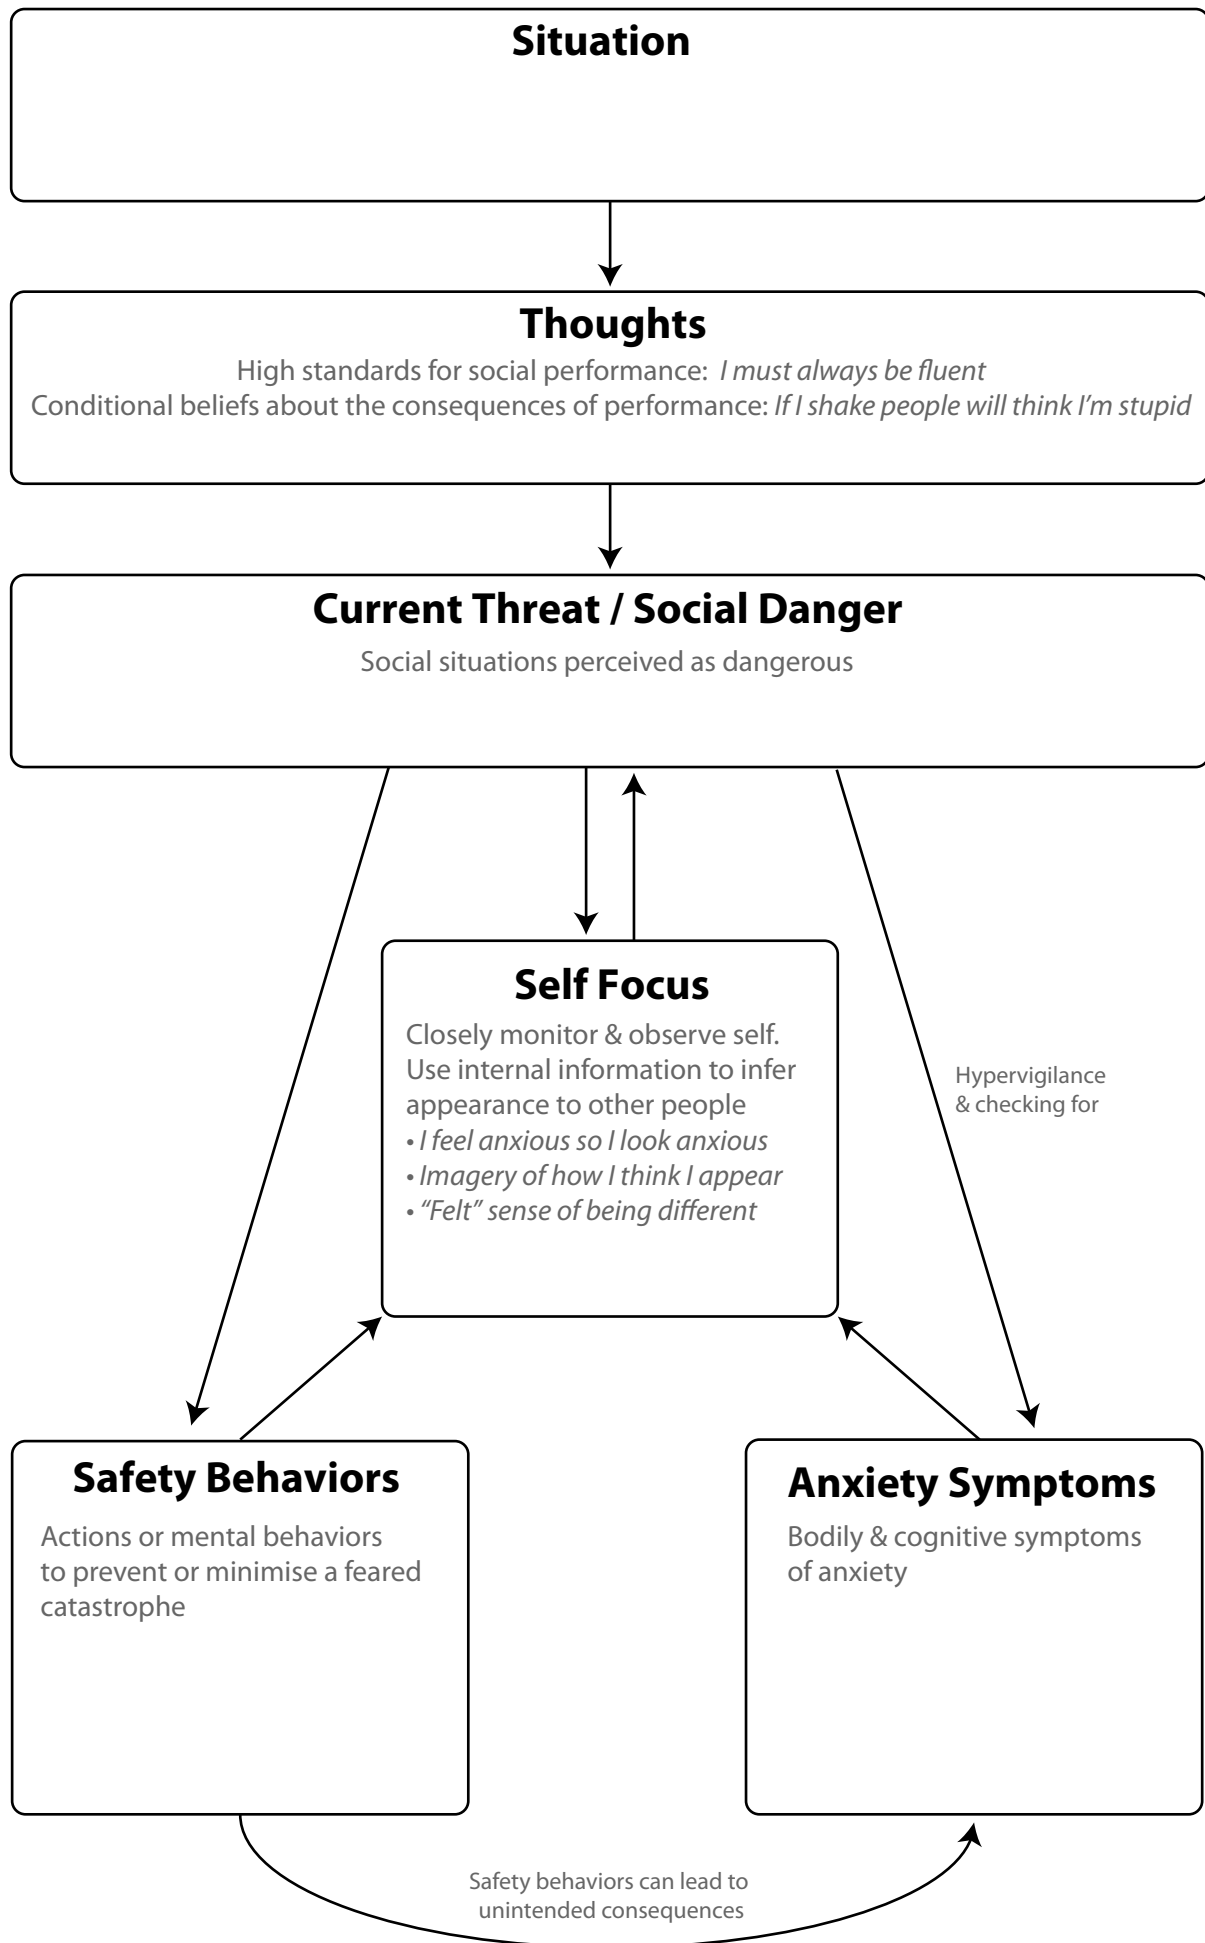 Situation
Thoughts
High standards for social performance: I must always be fluent
Conditional beliefs about the consequences of performance: If I shake people will think I'm stupid
Current Threat / Social Danger
Social situations perceived as dangerous
Self Focus
Closely monitor & observe self.
Use internal information to infer
appearance to other people
• I feel anxious so I look anxious
• Imagery of how I think I appear
• “Felt” sense of being different
Hypervigilance
& checking for
Safety Behaviors
Actions or mental behaviors
to prevent or minimise a feared
catastrophe
Anxiety Symptoms
Bodily & cognitive symptoms
of anxiety
Safety behaviors can lead to
unintended consequences